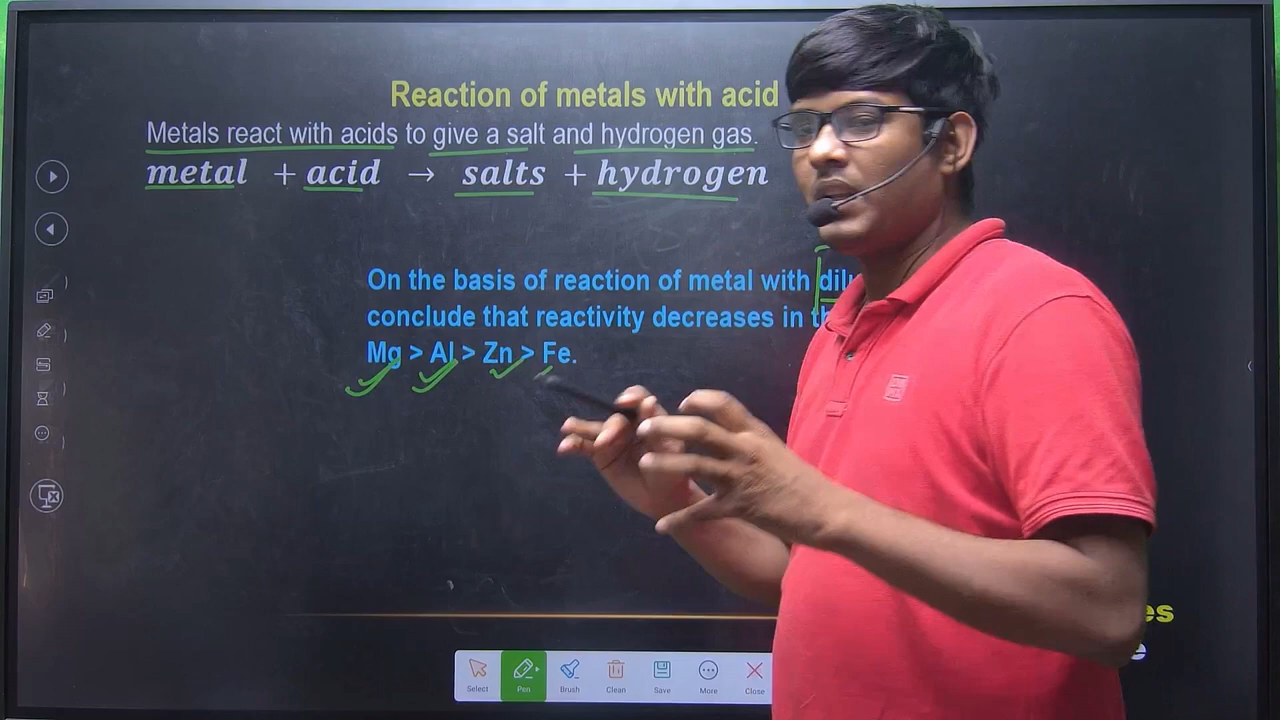 Reaction of metals with acid
Metals react with acids to give a salt and hydrogen gas.
metal + acid → salts + hydrogen
On the basis of reaction of metal with
conclude that reactivity decreases in
Mg > Al > Zn > Fe.
Select Pen Brush Clean Save More Close